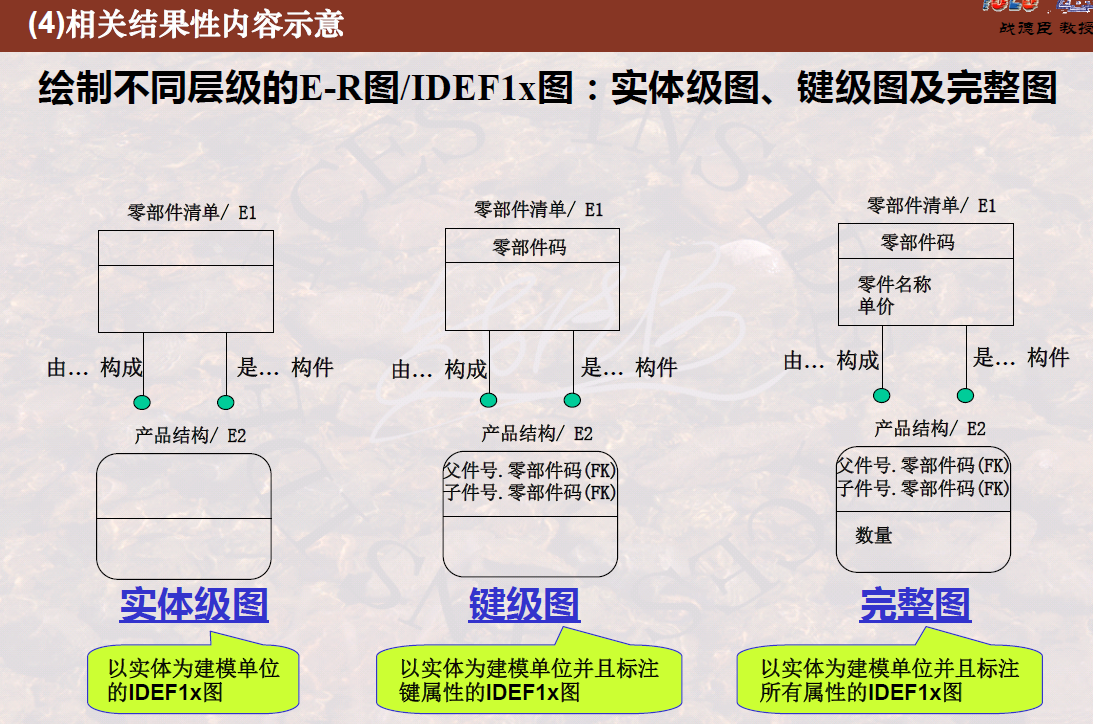 (4)相关结果性内容示意
战德臣 教授
绘制不同层级的E-R图/IDEF1x图：实体级图、键级图及完整图
零部件清单/ E1
由… 构成
是… 构件
产品结构/ E2
实体级图
以实体为建模单位
的IDEF1x图
零部件清单/ E1
零部件码
由… 构成
是… 构件
产品结构/ E2
父件号.零部件码(FK)
子件号.零部件码(FK)
键级图
以实体为建模单位并且标注
键属性的IDEF1x图
零部件清单/ E1
零部件码
零件名称
单价
由… 构成
是… 构件
产品结构/ E2
父件号.零部件码(FK)
子件号.零部件码(FK)
数量
完整图
以实体为建模单位并且标注
所有属性的IDEF1x图